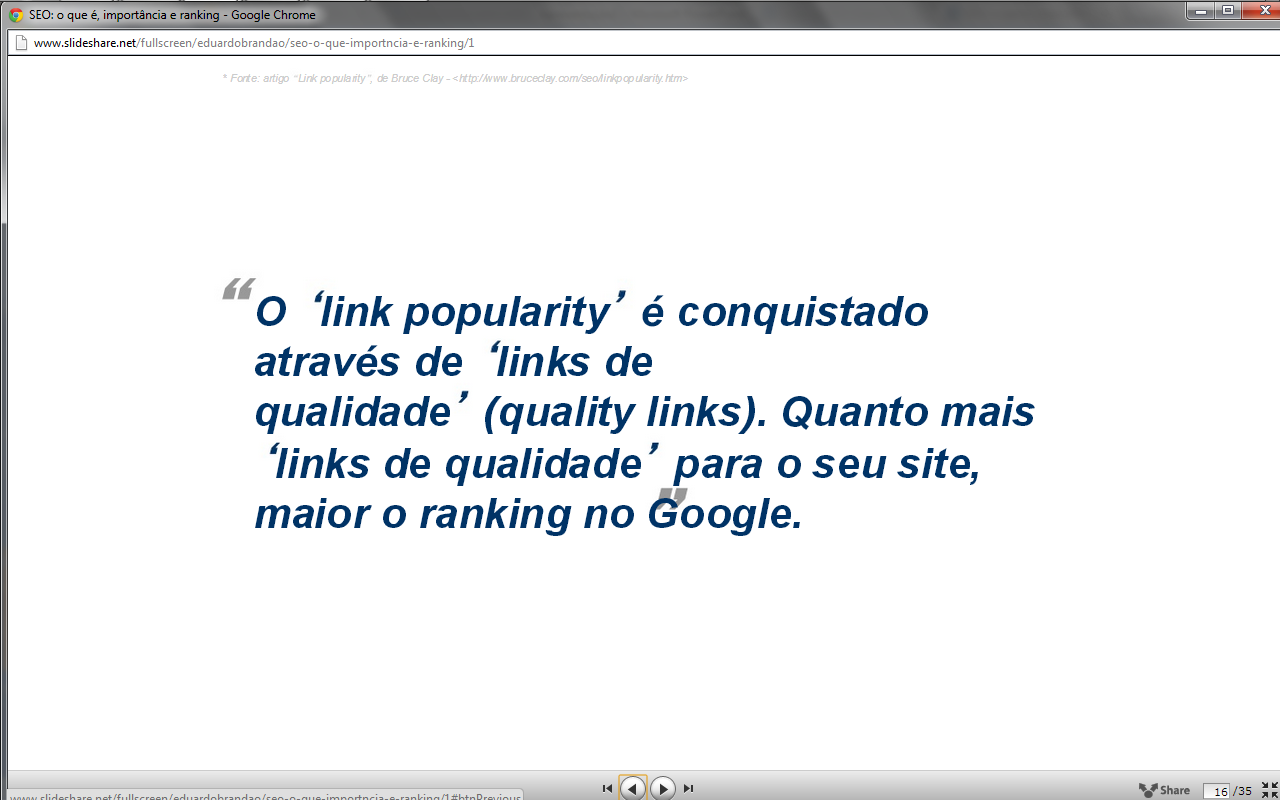 SEO: o que é, importância e ranking - Google Chrome
www.slideshare.net/fullscreen/eduardobrandao/seo-o-que-importncia-e-ranking/1
* Fonte: artigo “Link popularity”, de Bruce Clay - <http://www.bruceclay.com/seo/linkpopularity.htm>
“O ‘link popularity’ é conquistado
através de ‘links de
qualidade’ (quality links). Quanto mais
‘links de qualidade’ para o seu site,
maior o ranking no Google.”
Share 16 /35
www.slideshare.net/fullscreen/eduardobrandao/seo-o-que-importncia-e-ranking/1#btnPrevious